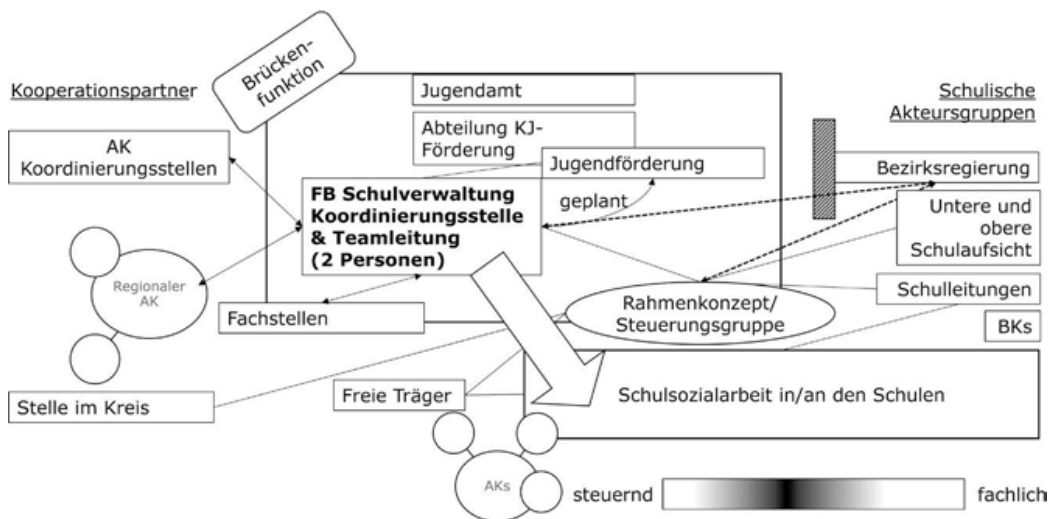 Brücken-
funktion
Kooperationspartner
Jugendamt
Schulische
Akteursgruppen
AK
Koordinierungsstellen
Abteilung KJ-
Förderung
Jugendförderung
Bezirksregierung
FB Schulverwaltung
Koordinierungsstelle
& Teamleitung
(2 Personen)
geplant
Untere und
obere
Schulaufsicht
Regionaler
AK
Fachstellen
Rahmenkonzept/
Steuerungsgruppe
Schulleitungen
BKs
Stelle im Kreis
Freie Träger
Schulsozialarbeit in/an den Schulen
AKs
steuernd
fachlich